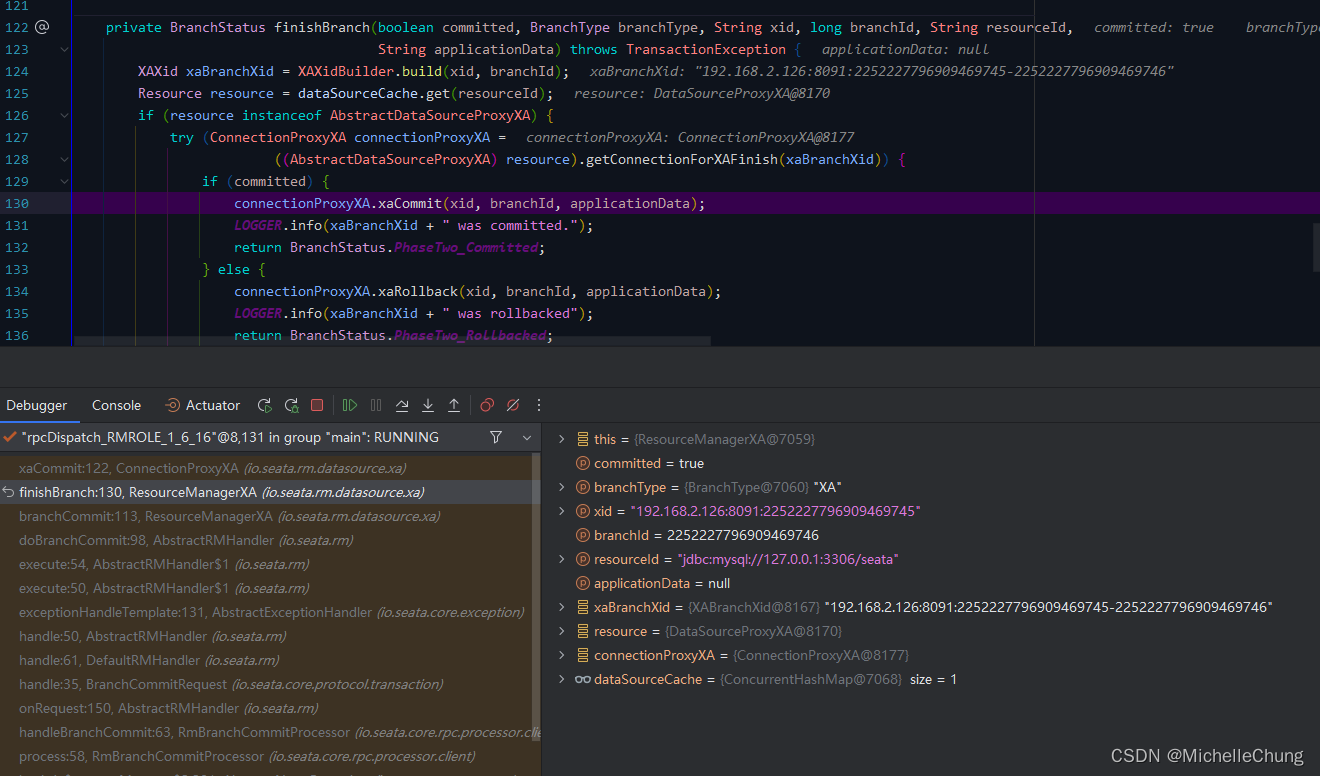 121
122 private BranchStatus finishBranch(boolean committed, BranchType branchType, String xid, long branchId, String resourceId, committed: true branchType
123 String applicationData) throws TransactionException { applicationData: null
124 XAXid xaBranchXid = XAXidBuilder.build(xid, branchId); xaBranchXid: "192.168.2.126:8091:2252227796909469745-2252227796909469746"
125 Resource resource = dataSourceCache.get(resourceId); resource: DataSourceProxyXA@8170
126 if (resource instanceof AbstractDataSourceProxyXA) {
127 try (ConnectionProxyXA connectionProxyXA = connectionProxyXA: ConnectionProxyXA@8177
128 ((AbstractDataSourceProxyXA) resource).getConnectionForXAFinish(xaBranchXid)) {
129 if (committed) {
130 connectionProxyXA.xaCommit(xid, branchId, applicationData);
131 LOGGER.info(xaBranchXid + " was committed.");
132 return BranchStatus.PhaseTwo_Committed;
133 } else {
134 connectionProxyXA.xaRollback(xid, branchId, applicationData);
135 LOGGER.info(xaBranchXid + " was rollbacked");
136 return BranchStatus.PhaseTwo_Rollbacked;
Debugger Console Actuator
"rpcDispatch_RMROLE_1_6_16"@8,131 in group "main": RUNNING
xaCommit:122, ConnectionProxyXA (io.seata.rm.datasource.xa)
finishBranch:130, ResourceManagerXA (io.seata.rm.datasource.xa)
branchCommit:113, ResourceManagerXA (io.seata.rm.datasource.xa)
doBranchCommit:98, AbstractRMHandler (io.seata.rm)
execute:54, AbstractRMHandler$1 (io.seata.rm)
execute:50, AbstractRMHandler$1 (io.seata.rm)
exceptionHandleTemplate:131, AbstractExceptionHandler (io.seata.core.exception)
handle:50, AbstractRMHandler (io.seata.rm)
handle:61, DefaultRMHandler (io.seata.rm)
handle:35, BranchCommitRequest (io.seata.core.protocol.transaction)
onRequest:150, AbstractRMHandler (io.seata.rm)
handleBranchCommit:63, RmBranchCommitProcessor (io.seata.core.rpc.processor.clie
process:58, RmBranchCommitProcessor (io.seata.core.rpc.processor.client)
this = {ResourceManagerXA@7059}
committed = true
branchType = {BranchType@7060} "XA"
xid = "192.168.2.126:8091:2252227796909469745"
branchId = 2252227796909469746
resourceId = "jdbc:mysql://127.0.0.1:3306/seata"
applicationData = null
xaBranchXid = {XABranchXid@8167} "192.168.2.126:8091:2252227796909469745-2252227796909469746"
resource = {DataSourceProxyXA@8170}
connectionProxyXA = {ConnectionProxyXA@8177}
dataSourceCache = {ConcurrentHashMap@7068} size = 1
CSDN @MichelleChung